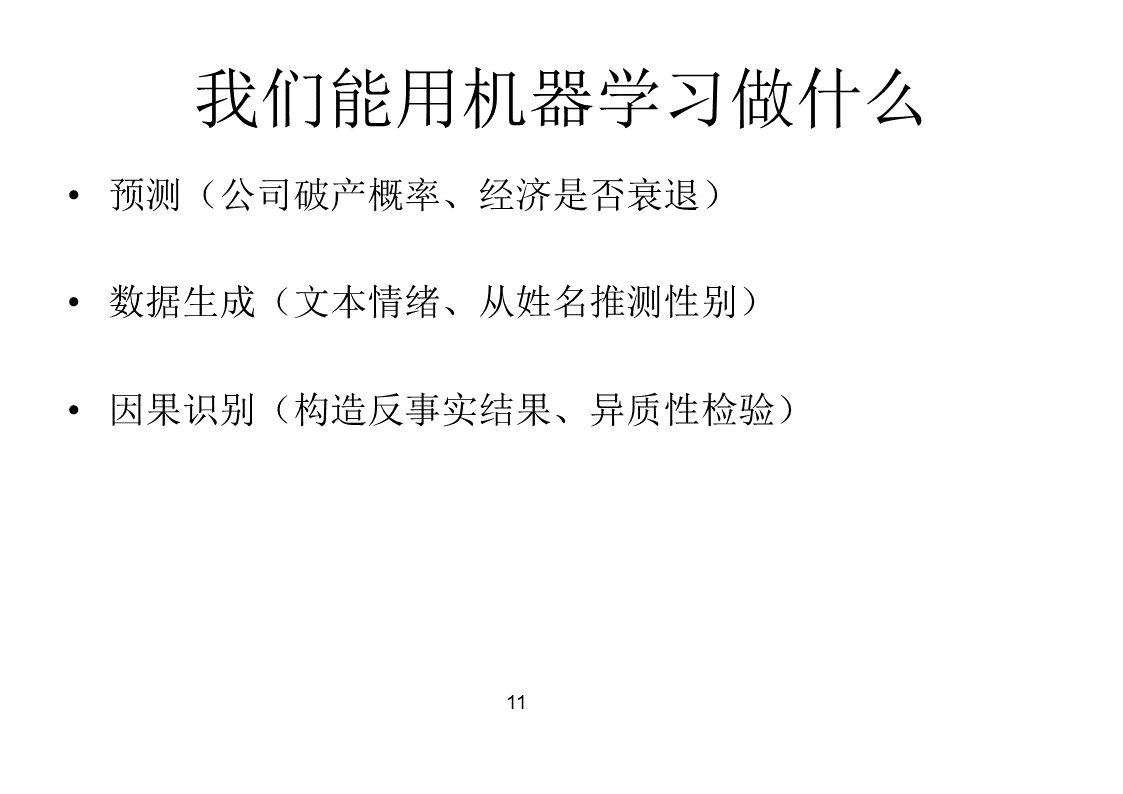 我们能用机器学习做什么
• 预测（公司破产概率、经济是否衰退）
• 数据生成（文本情绪、从姓名推测性别）
• 因果识别（构造反事实结果、异质性检验）
11